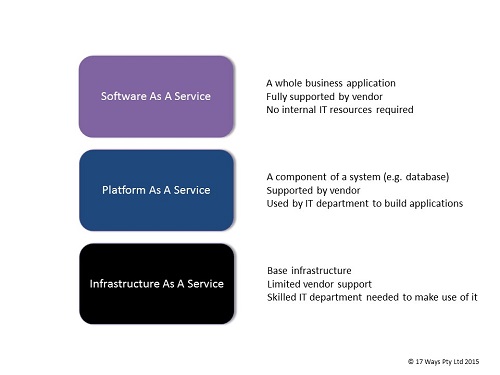 Software As A Service
A whole business application
Fully supported by vendor
No internal IT resources required
Platform As A Service
A component of a system (e.g. database)
Supported by vendor
Used by IT department to build applications
Infrastructure As A Service
Base infrastructure
Limited vendor support
Skilled IT department needed to make use of it
© 17 Ways Pty Ltd 2015